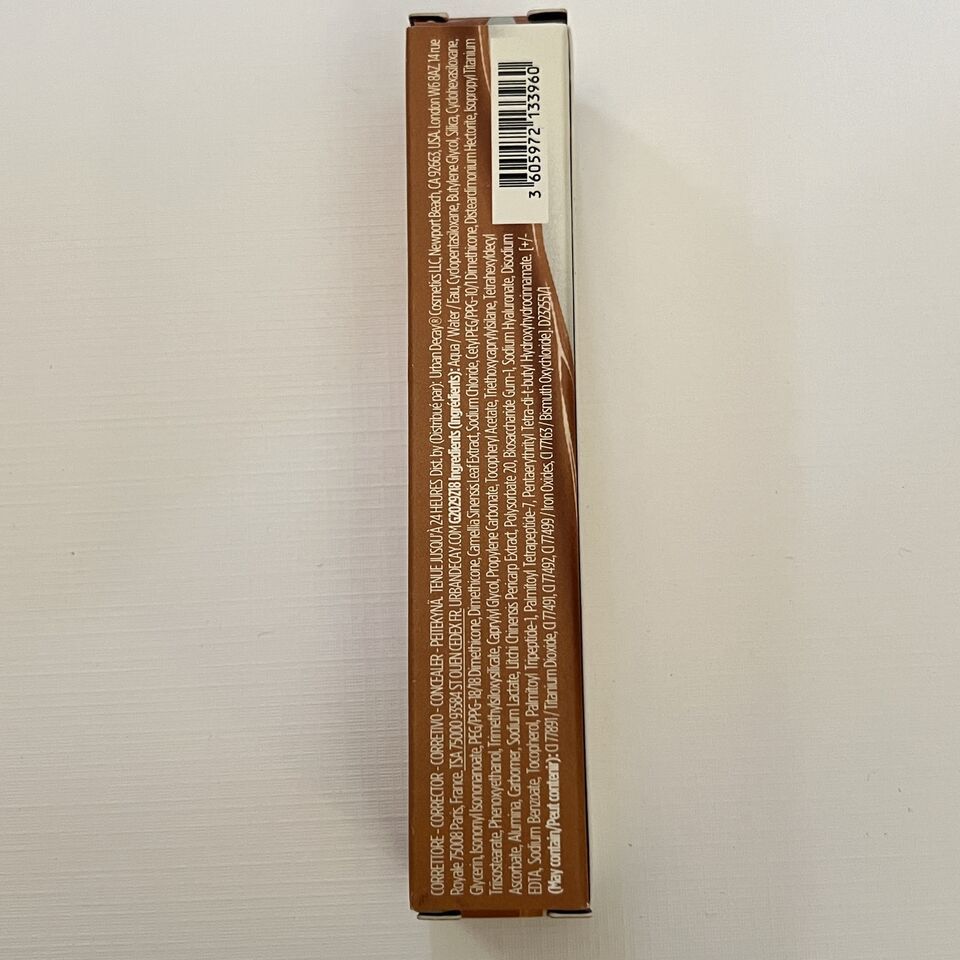 CORRETTORE - CORRECTOR - CORRETIVO - CONCEALER - PEITEKYNÄ. TENUE JUSQU'À 24 HEURES Dist. by (Distribué par): Urban Decay® Cosmetics LLC, Newport Beach, CA 92663, USA. London W6 8AZ. 14 rue
Royale 75008 Paris, France. TSA 75000 93584 ST OUEN CEDEX FR. URBANDECAY.COM G2029218 Ingredients (Ingrédients): Aqua / Water / Eau, Cyclopentasiloxane, Butylene Glycol, Silica, Cyclohexasiloxane,
Glycerin, Isononyl Isononanoate, PEG/PPG-18/18 Dimethicone, Dimethicone, Camellia Sinensis Leaf Extract, Sodium Chloride, Cetyl PEG/PPG-10/1 Dimethicone, Disteardimonium Hectorite, Isopropyl Titanium
Triisostearate, Phenoxyethanol, Trimethylsiloxysilicate, Caprylyl Glycol, Propylene Carbonate, Tocopheryl Acetate, Triethoxycaprylylsilane, Tetrahexyldecyl
Ascorbate, Alumina, Carbomer, Sodium Lactate, Litchi Chinensis Pericarp Extract, Polysorbate 20, Biosaccharide Gum-1, Sodium Hyaluronate, Disodium
EDTA, Sodium Benzoate, Tocopherol, Palmitoyl Tripeptide-1, Palmitoyl Tetrapeptide-7, Pentaerythrityl Tetra-di-t-butyl Hydroxyhydrocinnamate, [+/-
(May contain/Peut contenir): CI 77891 / Titanium Dioxide, CI 77491, CI 77492, CI 77499 / Iron Oxides, CI 77163 / Bismuth Oxychloride]. D232551/1
3 605972 133960